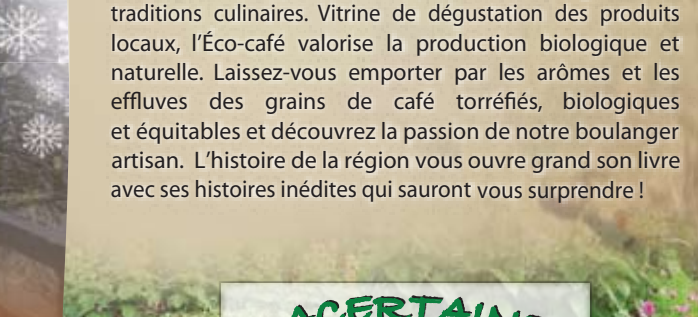 traditions culinaires. Vitrine de dégustation des produits
locaux, l’Éco-café valorise la production biologique et
naturelle. Laissez-vous emporter par les arômes et les
effluves des grains de café torréfiés, biologiques
et équitables et découvrez la passion de notre boulanger
artisan. L’histoire de la région vous ouvre grand son livre
avec ses histoires inédites qui sauront vous surprendre !